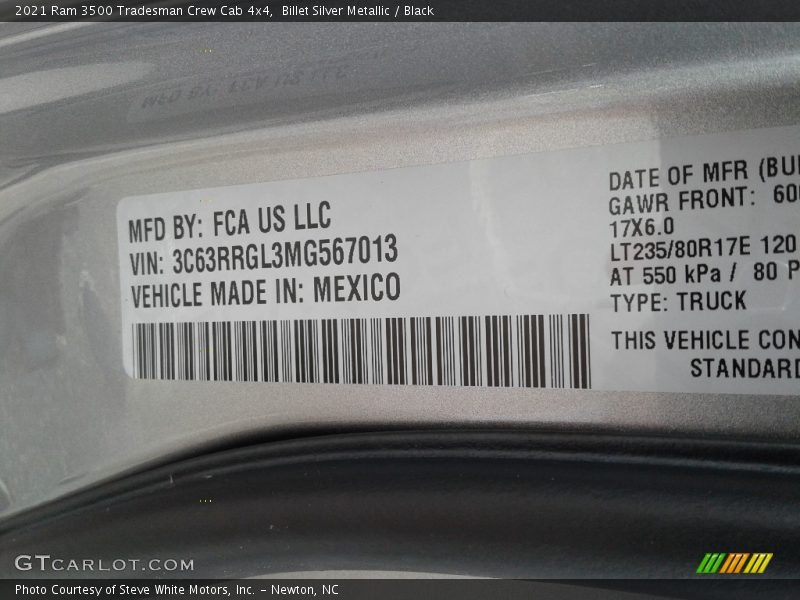 2021 Ram 3500 Tradesman Crew Cab 4x4,  Billet Silver Metallic / Black
MFD BY: FCA US LLC
VIN: 3C63RRGL3MG567013
VEHICLE MADE IN: MEXICO
DATE OF MFR (BUI
GAWR FRONT: 600
17X6.0
LT235/80R17E 120
AT 550 kPa / 80 P
TYPE: TRUCK
THIS VEHICLE CON
STANDARD
GTCARLOT.COM
Photo Courtesy of Steve White Motors, Inc. – Newton, NC